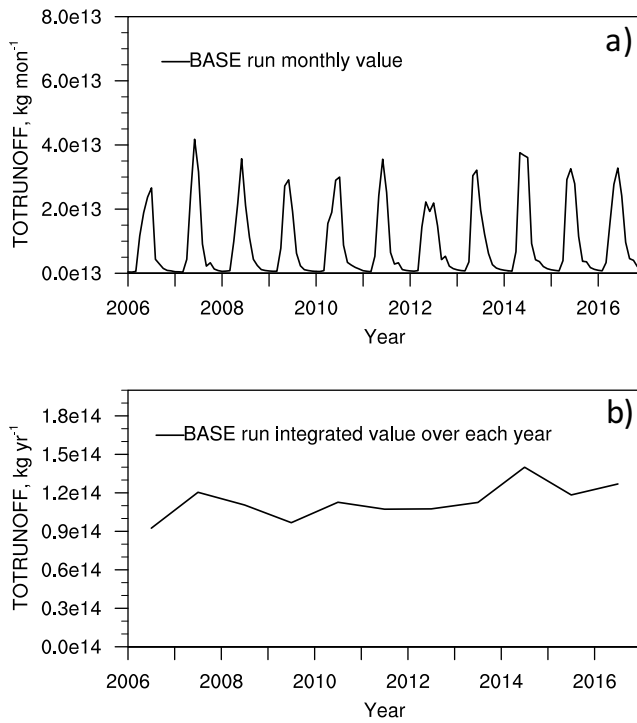 8.0e13
a)
BASE run monthly value
6.0e13
4.0e13
2.0e13
0.0e13
TOTRUNOFF, kg mon-1
2006 2008 2010 2012 2014 2016
Year
b)
1.8e14
BASE run integrated value over each year
1.5e14
1.2e14
0.9e14
0.6e14
0.3e14
0.0e14
TOTRUNOFF, kg yr-1
2006 2008 2010 2012 2014 2016
Year